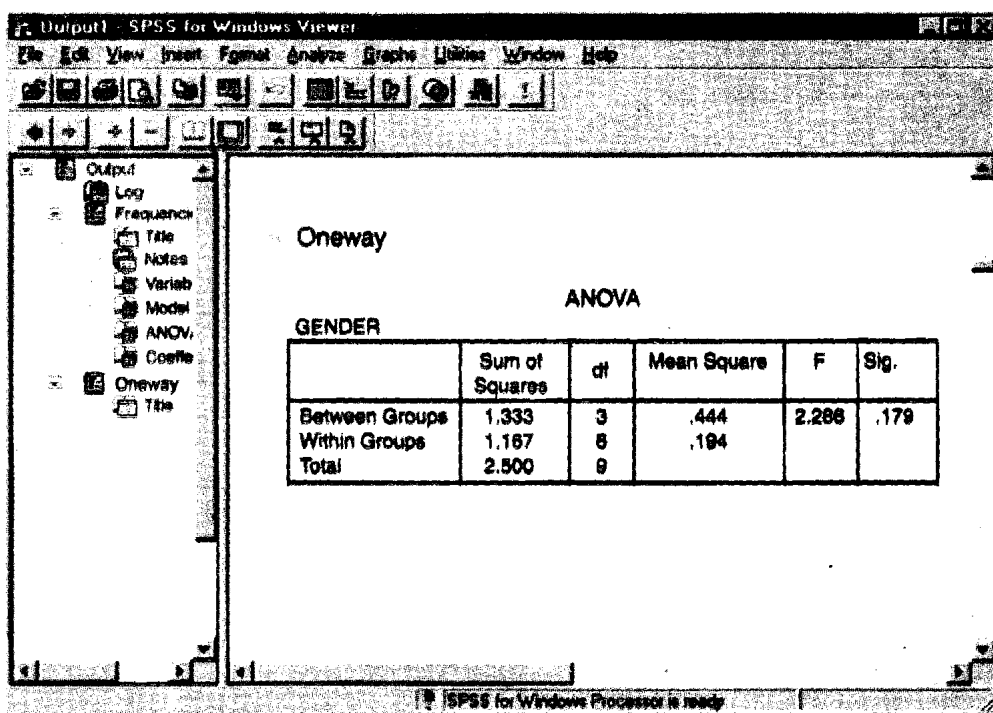 Output1 - SPSS for Windows Viewer
File Edit View Insert Format Analyze Graphs Utilities Window Help
Output
Log
Frequenci
Title
Notes
Variab
Model
ANOV
Coeffie
Oneway
Title
Oneway
ANOVA
GENDER
Sum of Squares df Mean Square F Sig.
Between Groups 1.333 3 .444 2.286 .179
Within Groups 1.167 6 .194
Total 2.500 9
SPSS for Windows Processor is ready